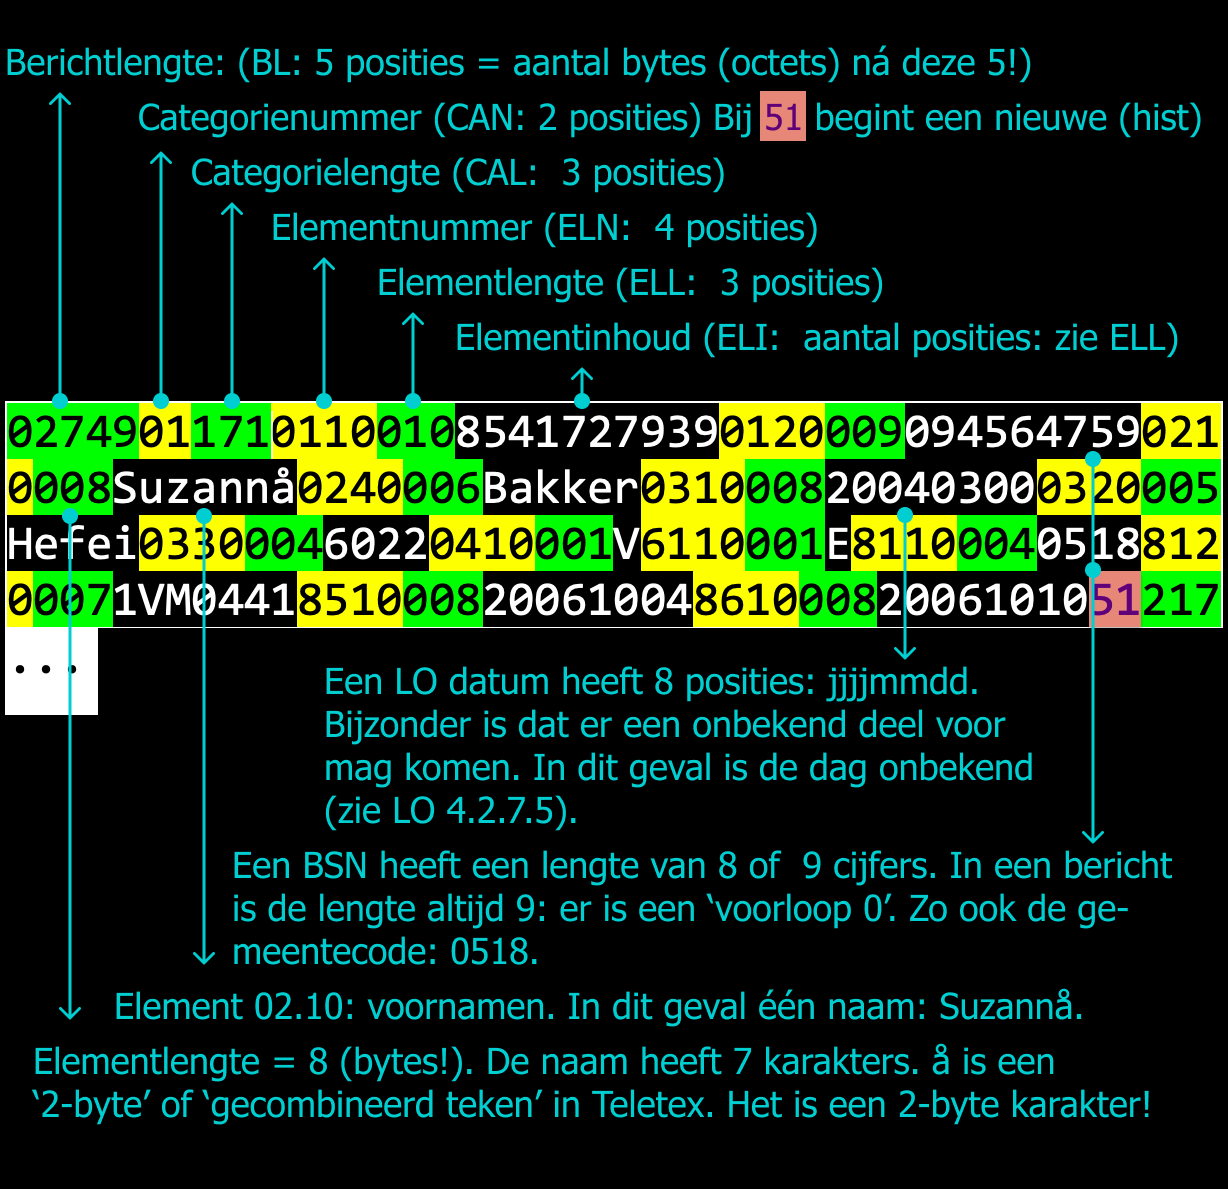 Berichtlengte: (BL: 5 posities = aantal bytes (octets) ná deze 5!)
Categorienummer (CAN: 2 posities) Bij 51 begint een nieuwe (hist)
Categorielengte (CAL:  3 posities)
Elementnummer (ELN:  4 posities)
Elementlengte (ELL:  3 posities)
Elementinhoud (ELI:  aantal posities: zie ELL)
0274901171011001085417279390120009094564759021
0008Suzannå0240006Bakker0310008200403000320005
Hefei033000460220410001V6110001E81100040518812
000071VM044185100082006100486100082006101051217
...
Een LO datum heeft 8 posities: jjjjmmdd.
Bijzonder is dat er een onbekend deel voor
mag komen. In dit geval is de dag onbekend
(zie LO 4.2.7.5).
Een BSN heeft een lengte van 8 of  9 cijfers. In een bericht
is de lengte altijd 9: er is een ‘voorloop 0’. Zo ook de ge-
meentecode: 0518.
Element 02.10: voornamen. In dit geval één naam: Suzannå.
Elementlengte = 8 (bytes!). De naam heeft 7 karakters. å is een
‘2-byte’ of ‘gecombineerd teken’ in Teletex. Het is een 2-byte karakter!